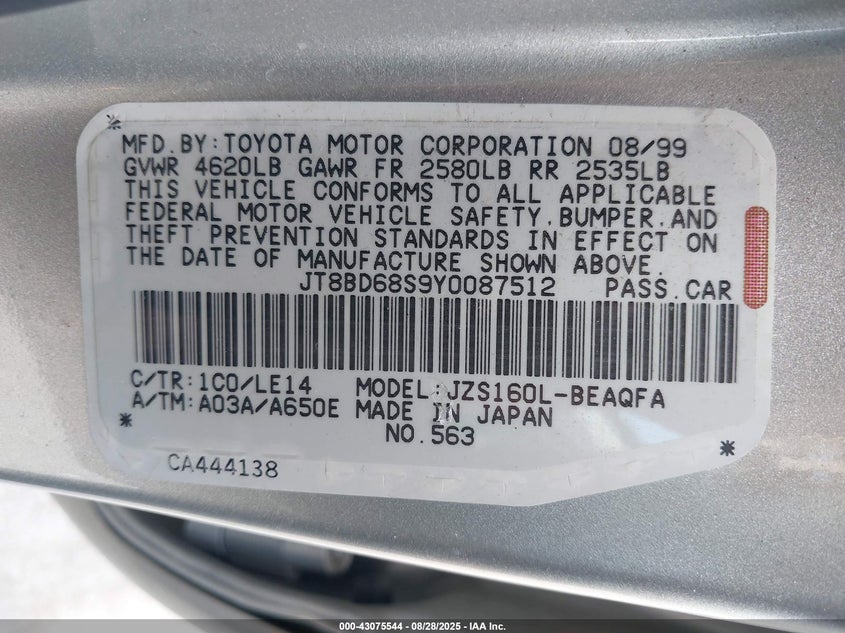 MFD.BY:TOYOTA MOTOR CORPORATION 08/99
GVWR 4620LB GAWR FR 2580LB RR 2535LB
THIS VEHICLE CONFORMS TO ALL APPLICABLE
FEDERAL MOTOR VEHICLE SAFETY,BUMPER,AND
THEFT PREVENTION STANDARDS IN EFFECT ON
THE DATE OF MANUFACTURE SHOWN ABOVE.
JT8BD68S9Y0087512 PASS.CAR
C/TR:1C0/LE14 MODEL:JZS160L-BEAQFA
A/TM:A03A/A650E MADE IN JAPAN
NO.563
CA444138
000-43075544 / 08/28/2025 - IAA Inc.